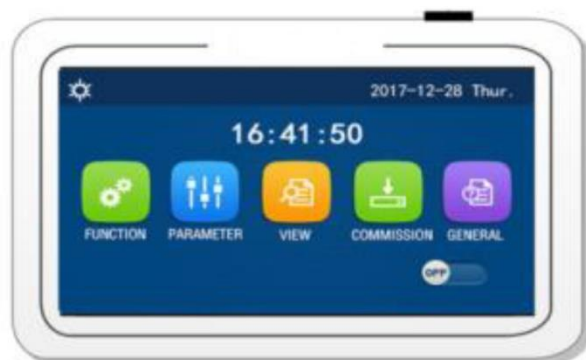 2017-12-28 Thur.
16:41:50
FUNCTION PARAMETER VIEW COMMISSION GENERAL
OFF